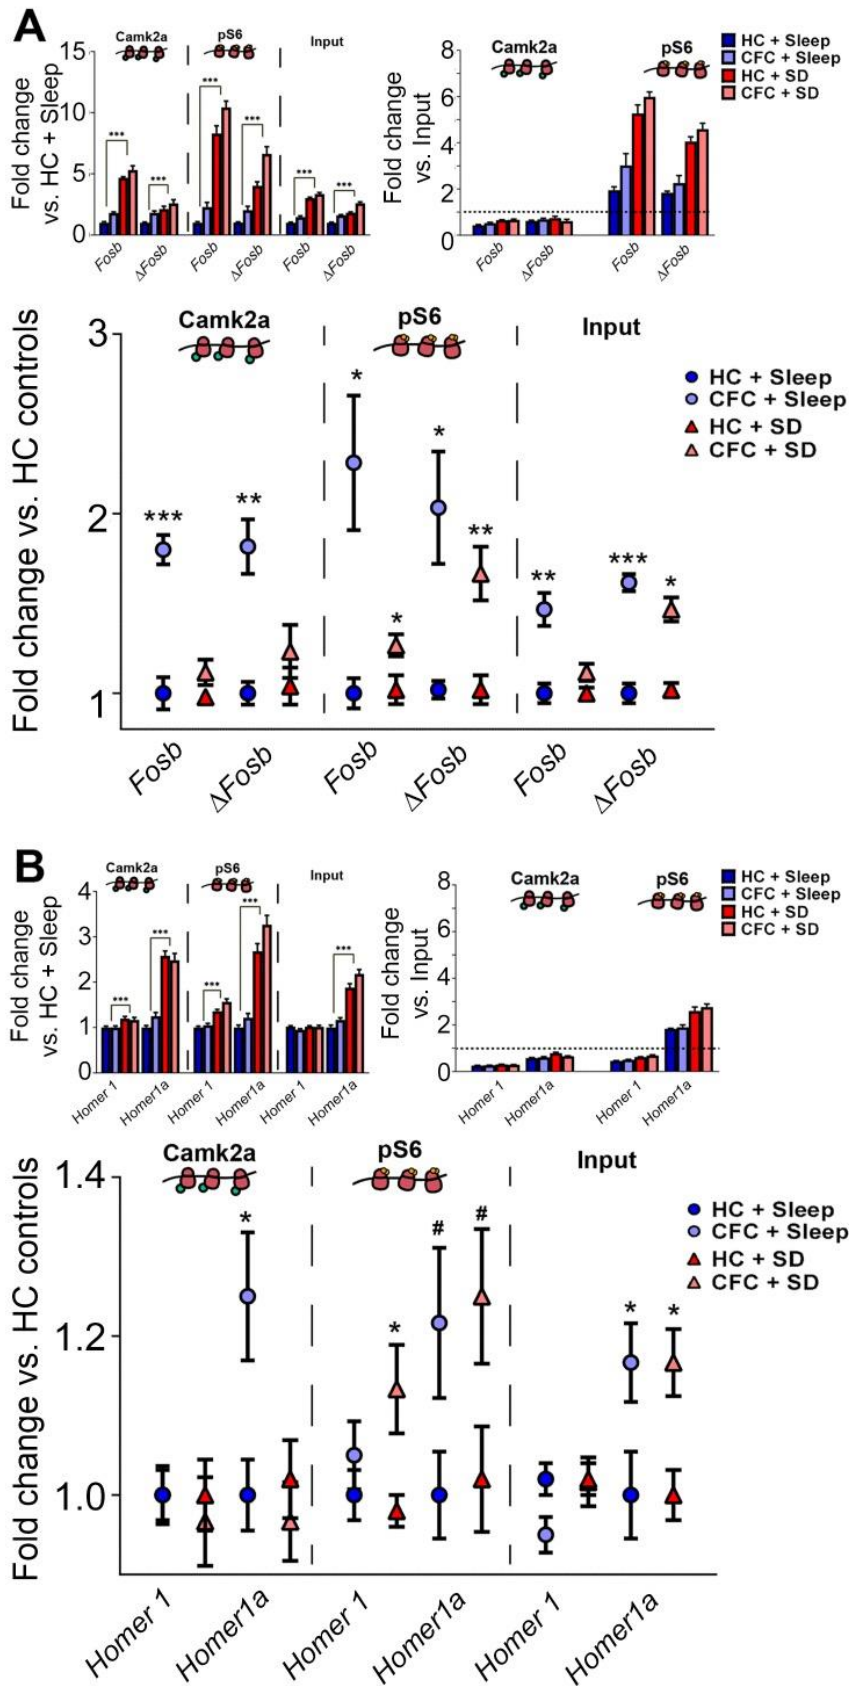 A
Camk2a
pS6
Input
Fold change
vs. HC + Sleep
15
10
5
0
***
***
***
***
***
***
Fosb
ΔFosb
Fosb
ΔFosb
Fosb
ΔFosb
Fold change
vs. Input
8
6
4
2
0
Camk2a
pS6
HC + Sleep
CFC + Sleep
HC + SD
CFC + SD
Fosb
ΔFosb
Fosb
ΔFosb
Fold change vs. HC controls
3
2
1
Camk2a
pS6
Input
HC + Sleep
CFC + Sleep
HC + SD
CFC + SD
***
**
*
*
*
**
**
***
*
Fosb
ΔFosb
Fosb
ΔFosb
Fosb
ΔFosb
B
Camk2a
pS6
Input
Fold change
vs. HC + Sleep
4
3
2
1
0
***
***
***
***
***
Homer 1
Homer1a
Homer 1
Homer1a
Homer 1
Homer1a
Fold change
vs. Input
8
6
4
2
0
Camk2a
pS6
HC + Sleep
CFC + Sleep
HC + SD
CFC + SD
Homer 1
Homer1a
Homer 1
Homer1a
Fold change vs. HC controls
1.4
1.2
1.0
Camk2a
pS6
Input
HC + Sleep
CFC + Sleep
HC + SD
CFC + SD
*
*
#
#
*
*
Homer 1
Homer1a
Homer 1
Homer1a
Homer 1
Homer1a